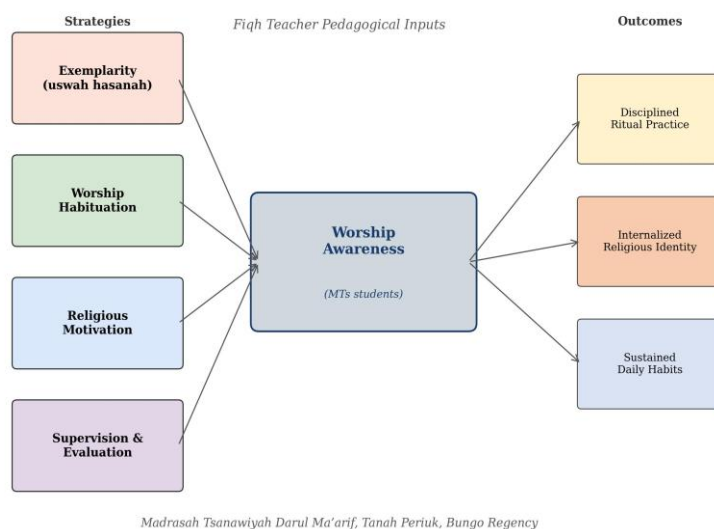 Strategies
Fiqh Teacher Pedagogical Inputs
Outcomes
Exemplarity
(uswah hasanah)
Worship
Habituation
Religious
Motivation
Supervision &
Evaluation
Worship
Awareness
(MTs students)
Disciplined
Ritual Practice
Internalized
Religious Identity
Sustained
Daily Habits
Madrasah Tsanawiyah Darul Ma’arif, Tanah Periuk, Bungo Regency